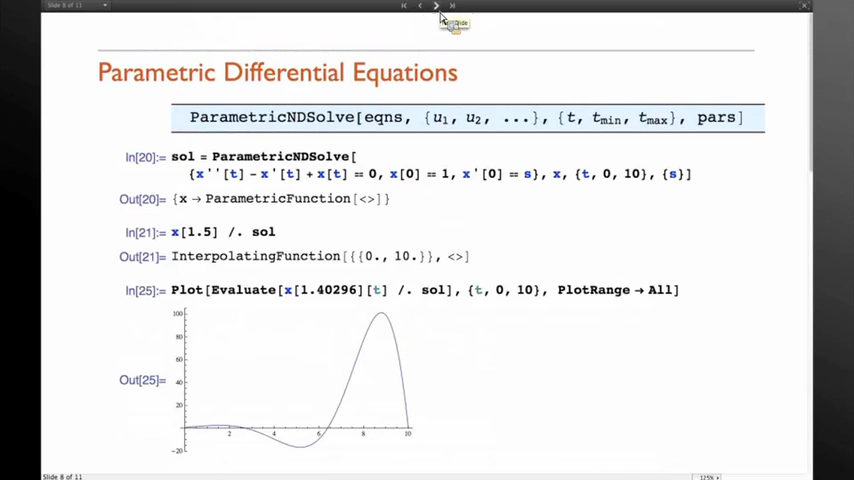 Slide 8 of 11
Parametric Differential Equations
ParametricNDSolve[eqns, {u1, u2, ...}, {t, tmin, tmax}, pars]
In[20]:= sol = ParametricNDSolve[
{x''[t] - x'[t] + x[t] == 0, x[0] == 1, x'[0] == s}, x, {t, 0, 10}, {s}]
Out[20]= {x → ParametricFunction[<>]}
In[21]:= x[1.5] /. sol
Out[21]= InterpolatingFunction[{{0., 10.}}, <>]
In[25]:= Plot[Evaluate[x[1.40296][t] /. sol], {t, 0, 10}, PlotRange → All]
Out[25]=
100
80
60
40
20
-20
2 4 6 8 10
Slide 8 of 11
125%